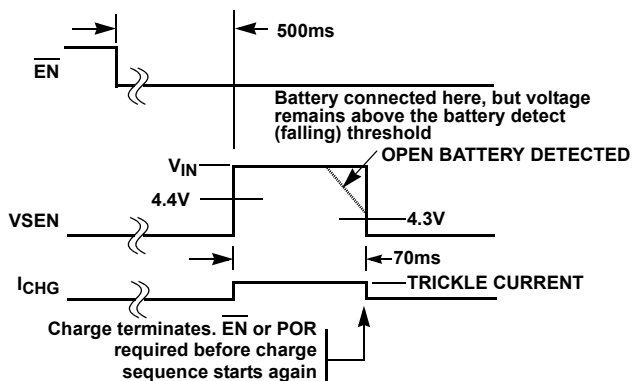 500ms
EN
Battery connected here, but voltage
remains above the battery detect
(falling) threshold
VIN
OPEN BATTERY DETECTED
4.4V
VSEN
4.3V
70ms
ICHG
TRICKLE CURRENT
Charge terminates. EN or POR
required before charge
sequence starts again